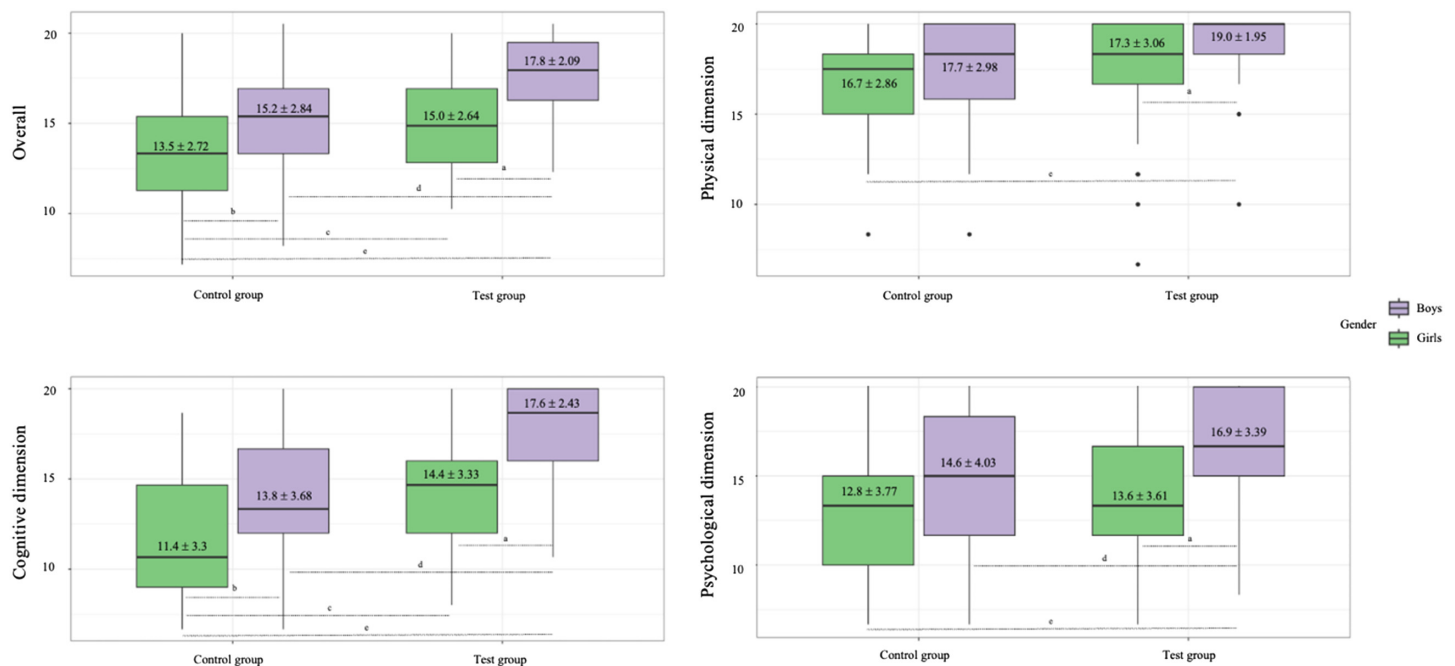 Overall
20
15
10
13.5 ± 2.72
15.2 ± 2.84
15.0 ± 2.64
17.8 ± 2.09
a
d
b
c
e
Control group
Test group
Physical dimension
20
15
10
16.7 ± 2.86
17.7 ± 2.98
17.3 ± 3.06
19.0 ± 1.95
a
e
Control group
Test group
Gender
Boys
Girls
Cognitive dimension
20
15
10
11.4 ± 3.3
13.8 ± 3.68
14.4 ± 3.33
17.6 ± 2.43
a
d
b
c
e
Control group
Test group
Psychological dimension
20
15
10
12.8 ± 3.77
14.6 ± 4.03
13.6 ± 3.61
16.9 ± 3.39
a
d
e
Control group
Test group